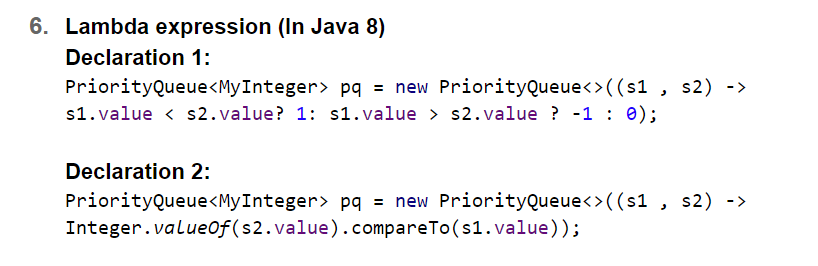 6. Lambda expression (In Java 8)
Declaration 1:
PriorityQueue<MyInteger> pq = new PriorityQueue<>((s1 , s2) ->
s1.value < s2.value? 1: s1.value > s2.value ? -1 : 0);
Declaration 2:
PriorityQueue<MyInteger> pq = new PriorityQueue<>((s1 , s2) ->
Integer.valueOf(s2.value).compareTo(s1.value));